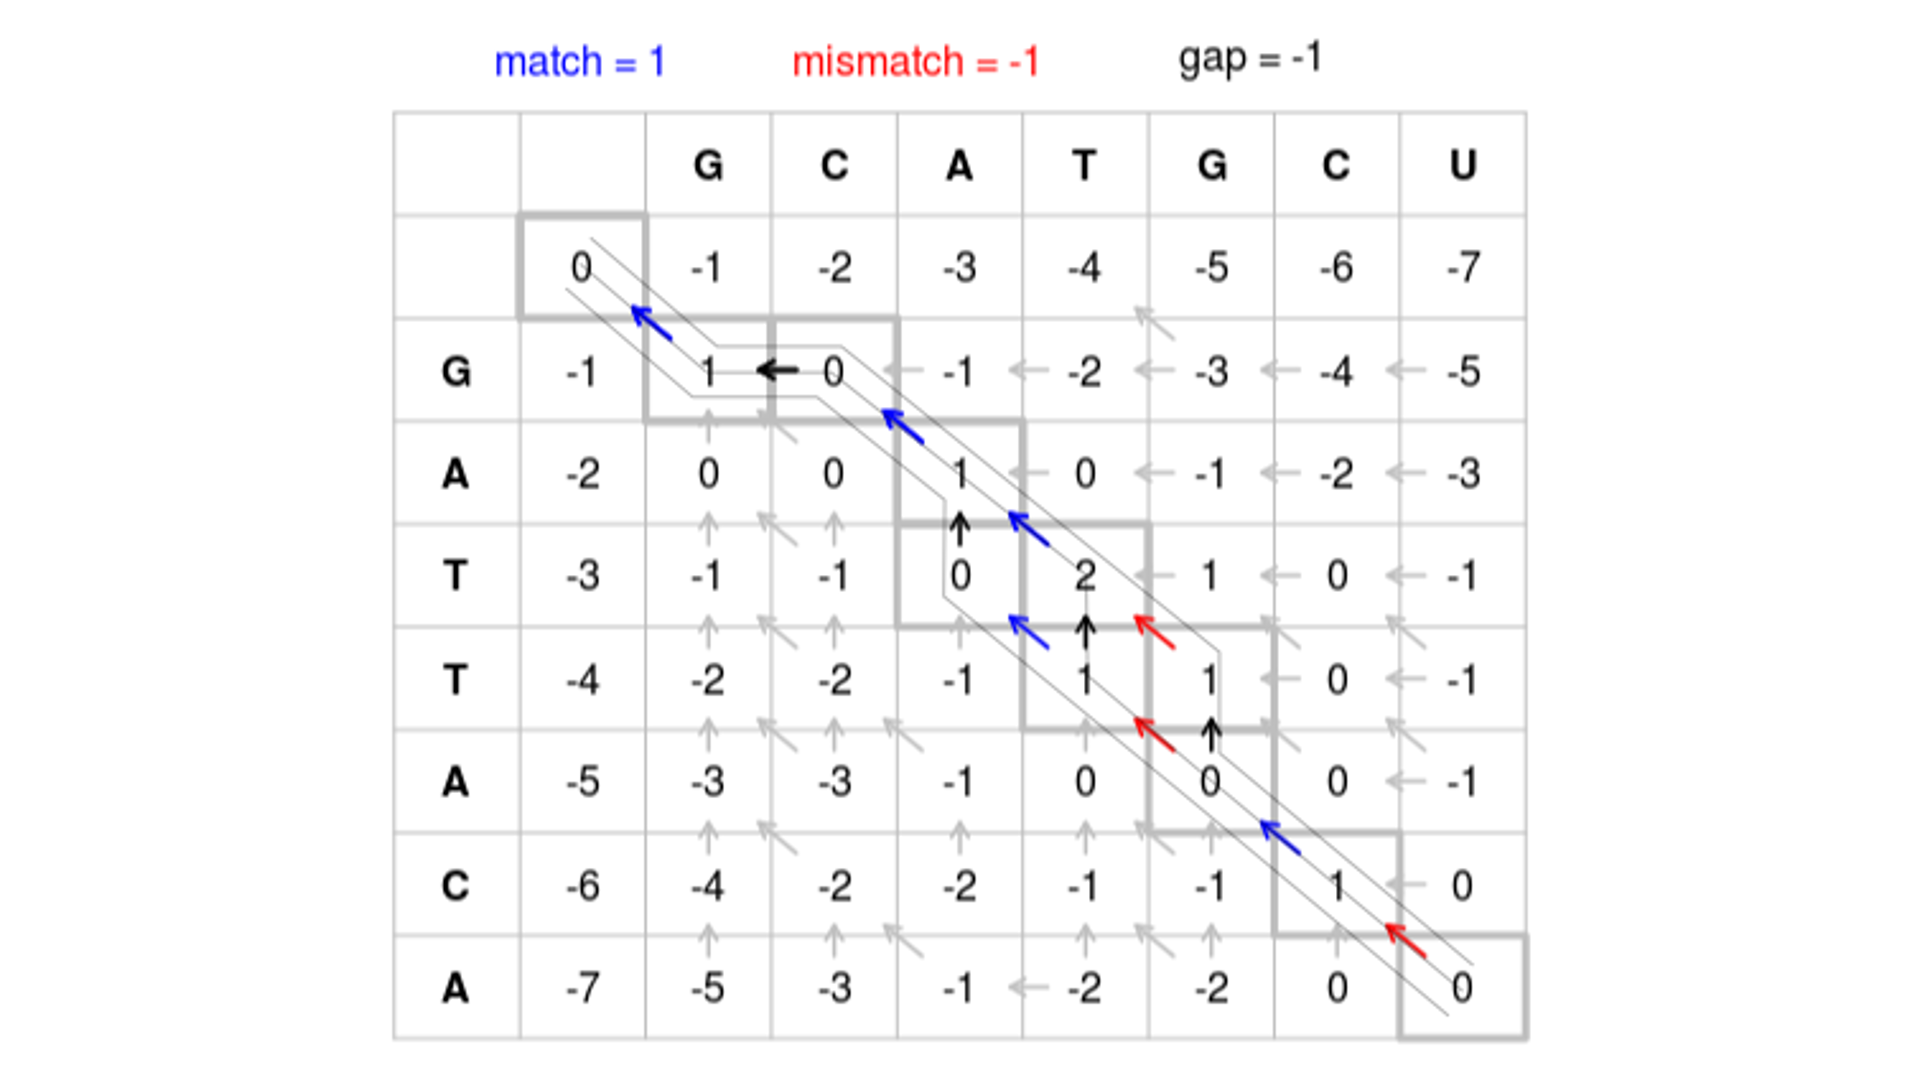 match = 1 mismatch = -1 gap = -1
G C A T G C U
0 -1 -2 -3 -4 -5 -6 -7
G -1 1 0 -1 -2 -3 -4 -5
A -2 0 0 1 0 -1 -2 -3
T -3 -1 -1 0 2 1 0 -1
T -4 -2 -2 -1 1 1 0 -1
A -5 -3 -3 -1 0 0 0 -1
C -6 -4 -2 -2 -1 -1 1 0
A -7 -5 -3 -1 -2 -2 0 0